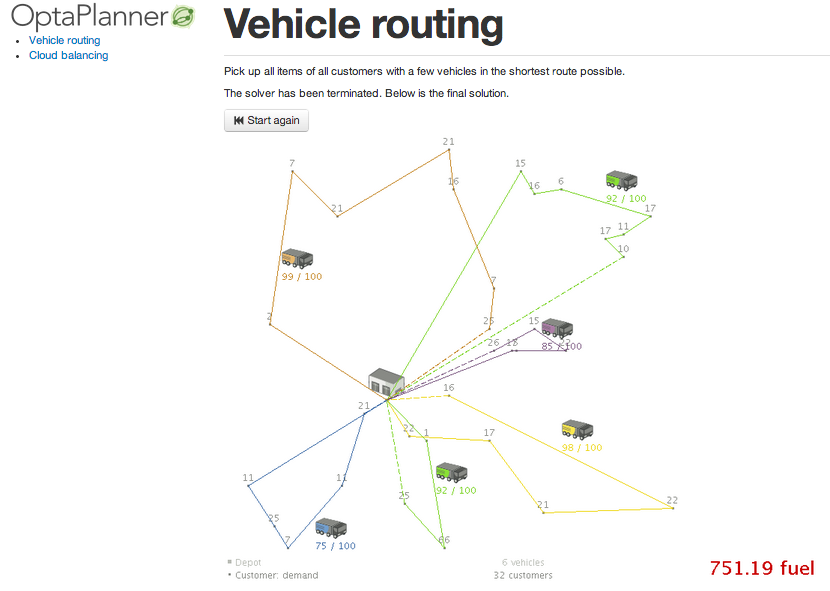 OptaPlanner
Vehicle routing
Cloud balancing
Vehicle routing
Pick up all items of all customers with a few vehicles in the shortest route possible.
The solver has been terminated. Below is the final solution.
Start again
21
7
15
16
16
6
92 / 100
21
17
17
11
10
99 / 100
7
2
25
15
26
85 / 100
16
21
22
1
17
98 / 100
11
11
92 / 100
25
21
22
25
7
75 / 100
Depot
6 vehicles
Customer: demand
32 customers
751.19 fuel